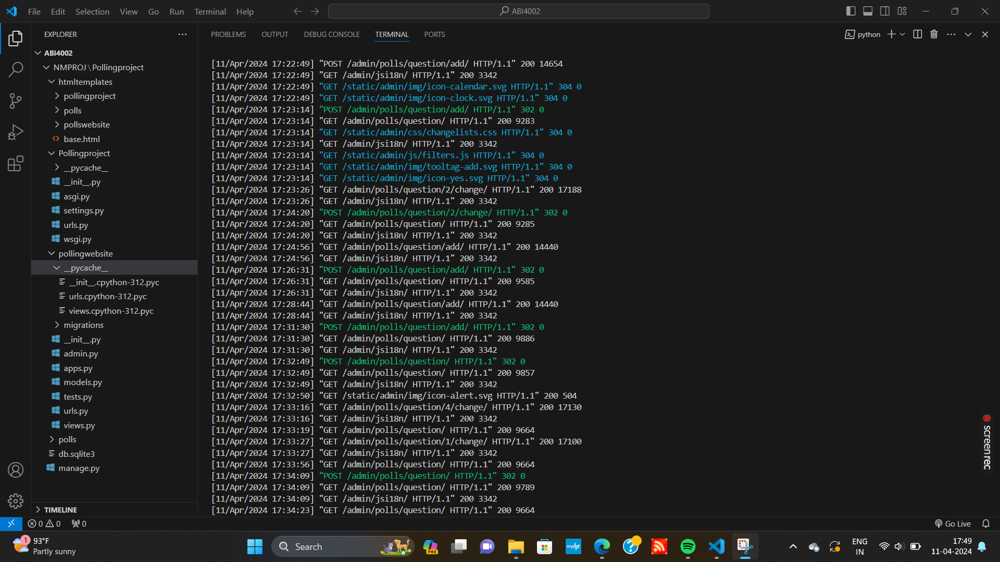 File Edit Selection View Go Run Terminal Help
ABI4002
EXPLORER
ABI4002
NMPROJ\Pollingproject
htmltemplates
pollingproject
polls
pollswebsite
base.html
Pollingproject
__pycache__
__init__.py
asgi.py
settings.py
urls.py
wsgi.py
pollingwebsite
__pycache__
__init__.cpython-312.pyc
urls.cpython-312.pyc
views.cpython-312.pyc
migrations
__init__.py
admin.py
apps.py
models.py
tests.py
urls.py
views.py
polls
db.sqlite3
manage.py
TIMELINE
PROBLEMS OUTPUT DEBUG CONSOLE TERMINAL PORTS
python
[11/Apr/2024 17:22:49] "POST /admin/polls/question/add/ HTTP/1.1" 200 14654
[11/Apr/2024 17:22:49] "GET /admin/jsi18n/ HTTP/1.1" 200 3342
[11/Apr/2024 17:22:49] "GET /static/admin/img/icon-calendar.svg HTTP/1.1" 304 0
[11/Apr/2024 17:22:49] "GET /static/admin/img/icon-clock.svg HTTP/1.1" 304 0
[11/Apr/2024 17:23:14] "POST /admin/polls/question/add/ HTTP/1.1" 302 0
[11/Apr/2024 17:23:14] "GET /admin/polls/question/ HTTP/1.1" 200 9283
[11/Apr/2024 17:23:14] "GET /static/admin/css/changelists.css HTTP/1.1" 304 0
[11/Apr/2024 17:23:14] "GET /admin/jsi18n/ HTTP/1.1" 200 3342
[11/Apr/2024 17:23:14] "GET /static/admin/js/filters.js HTTP/1.1" 304 0
[11/Apr/2024 17:23:14] "GET /static/admin/img/tooltag-add.svg HTTP/1.1" 304 0
[11/Apr/2024 17:23:14] "GET /static/admin/img/icon-yes.svg HTTP/1.1" 304 0
[11/Apr/2024 17:23:26] "GET /admin/polls/question/2/change/ HTTP/1.1" 200 17188
[11/Apr/2024 17:23:26] "GET /admin/jsi18n/ HTTP/1.1" 200 3342
[11/Apr/2024 17:24:20] "POST /admin/polls/question/2/change/ HTTP/1.1" 302 0
[11/Apr/2024 17:24:20] "GET /admin/polls/question/ HTTP/1.1" 200 9285
[11/Apr/2024 17:24:20] "GET /admin/jsi18n/ HTTP/1.1" 200 3342
[11/Apr/2024 17:24:56] "GET /admin/polls/question/add/ HTTP/1.1" 200 14440
[11/Apr/2024 17:24:56] "GET /admin/jsi18n/ HTTP/1.1" 200 3342
[11/Apr/2024 17:26:31] "POST /admin/polls/question/add/ HTTP/1.1" 302 0
[11/Apr/2024 17:26:31] "GET /admin/polls/question/ HTTP/1.1" 200 9585
[11/Apr/2024 17:26:31] "GET /admin/jsi18n/ HTTP/1.1" 200 3342
[11/Apr/2024 17:28:44] "GET /admin/polls/question/add/ HTTP/1.1" 200 14440
[11/Apr/2024 17:28:44] "GET /admin/jsi18n/ HTTP/1.1" 200 3342
[11/Apr/2024 17:31:30] "POST /admin/polls/question/add/ HTTP/1.1" 302 0
[11/Apr/2024 17:31:30] "GET /admin/polls/question/ HTTP/1.1" 200 9886
[11/Apr/2024 17:31:30] "GET /admin/jsi18n/ HTTP/1.1" 200 3342
[11/Apr/2024 17:32:49] "POST /admin/polls/question/ HTTP/1.1" 302 0
[11/Apr/2024 17:32:49] "GET /admin/polls/question/ HTTP/1.1" 200 9857
[11/Apr/2024 17:32:49] "GET /admin/jsi18n/ HTTP/1.1" 200 3342
[11/Apr/2024 17:32:50] "GET /static/admin/img/icon-alert.svg HTTP/1.1" 200 504
[11/Apr/2024 17:33:16] "GET /admin/polls/question/4/change/ HTTP/1.1" 200 17130
[11/Apr/2024 17:33:16] "GET /admin/jsi18n/ HTTP/1.1" 200 3342
[11/Apr/2024 17:33:19] "GET /admin/polls/question/ HTTP/1.1" 200 9664
[11/Apr/2024 17:33:27] "GET /admin/polls/question/1/change/ HTTP/1.1" 200 17100
[11/Apr/2024 17:33:27] "GET /admin/jsi18n/ HTTP/1.1" 200 3342
[11/Apr/2024 17:33:56] "GET /admin/polls/question/ HTTP/1.1" 200 9664
[11/Apr/2024 17:34:09] "POST /admin/polls/question/ HTTP/1.1" 302 0
[11/Apr/2024 17:34:09] "GET /admin/polls/question/ HTTP/1.1" 200 9789
[11/Apr/2024 17:34:09] "GET /admin/jsi18n/ HTTP/1.1" 200 3342
[11/Apr/2024 17:34:23] "GET /admin/polls/question/ HTTP/1.1" 200 9664
screenrec
0 0 0
Go Live
1
93°F
Partly sunny
Search
PRE
myhp
ENG
IN
17:49
11-04-2024